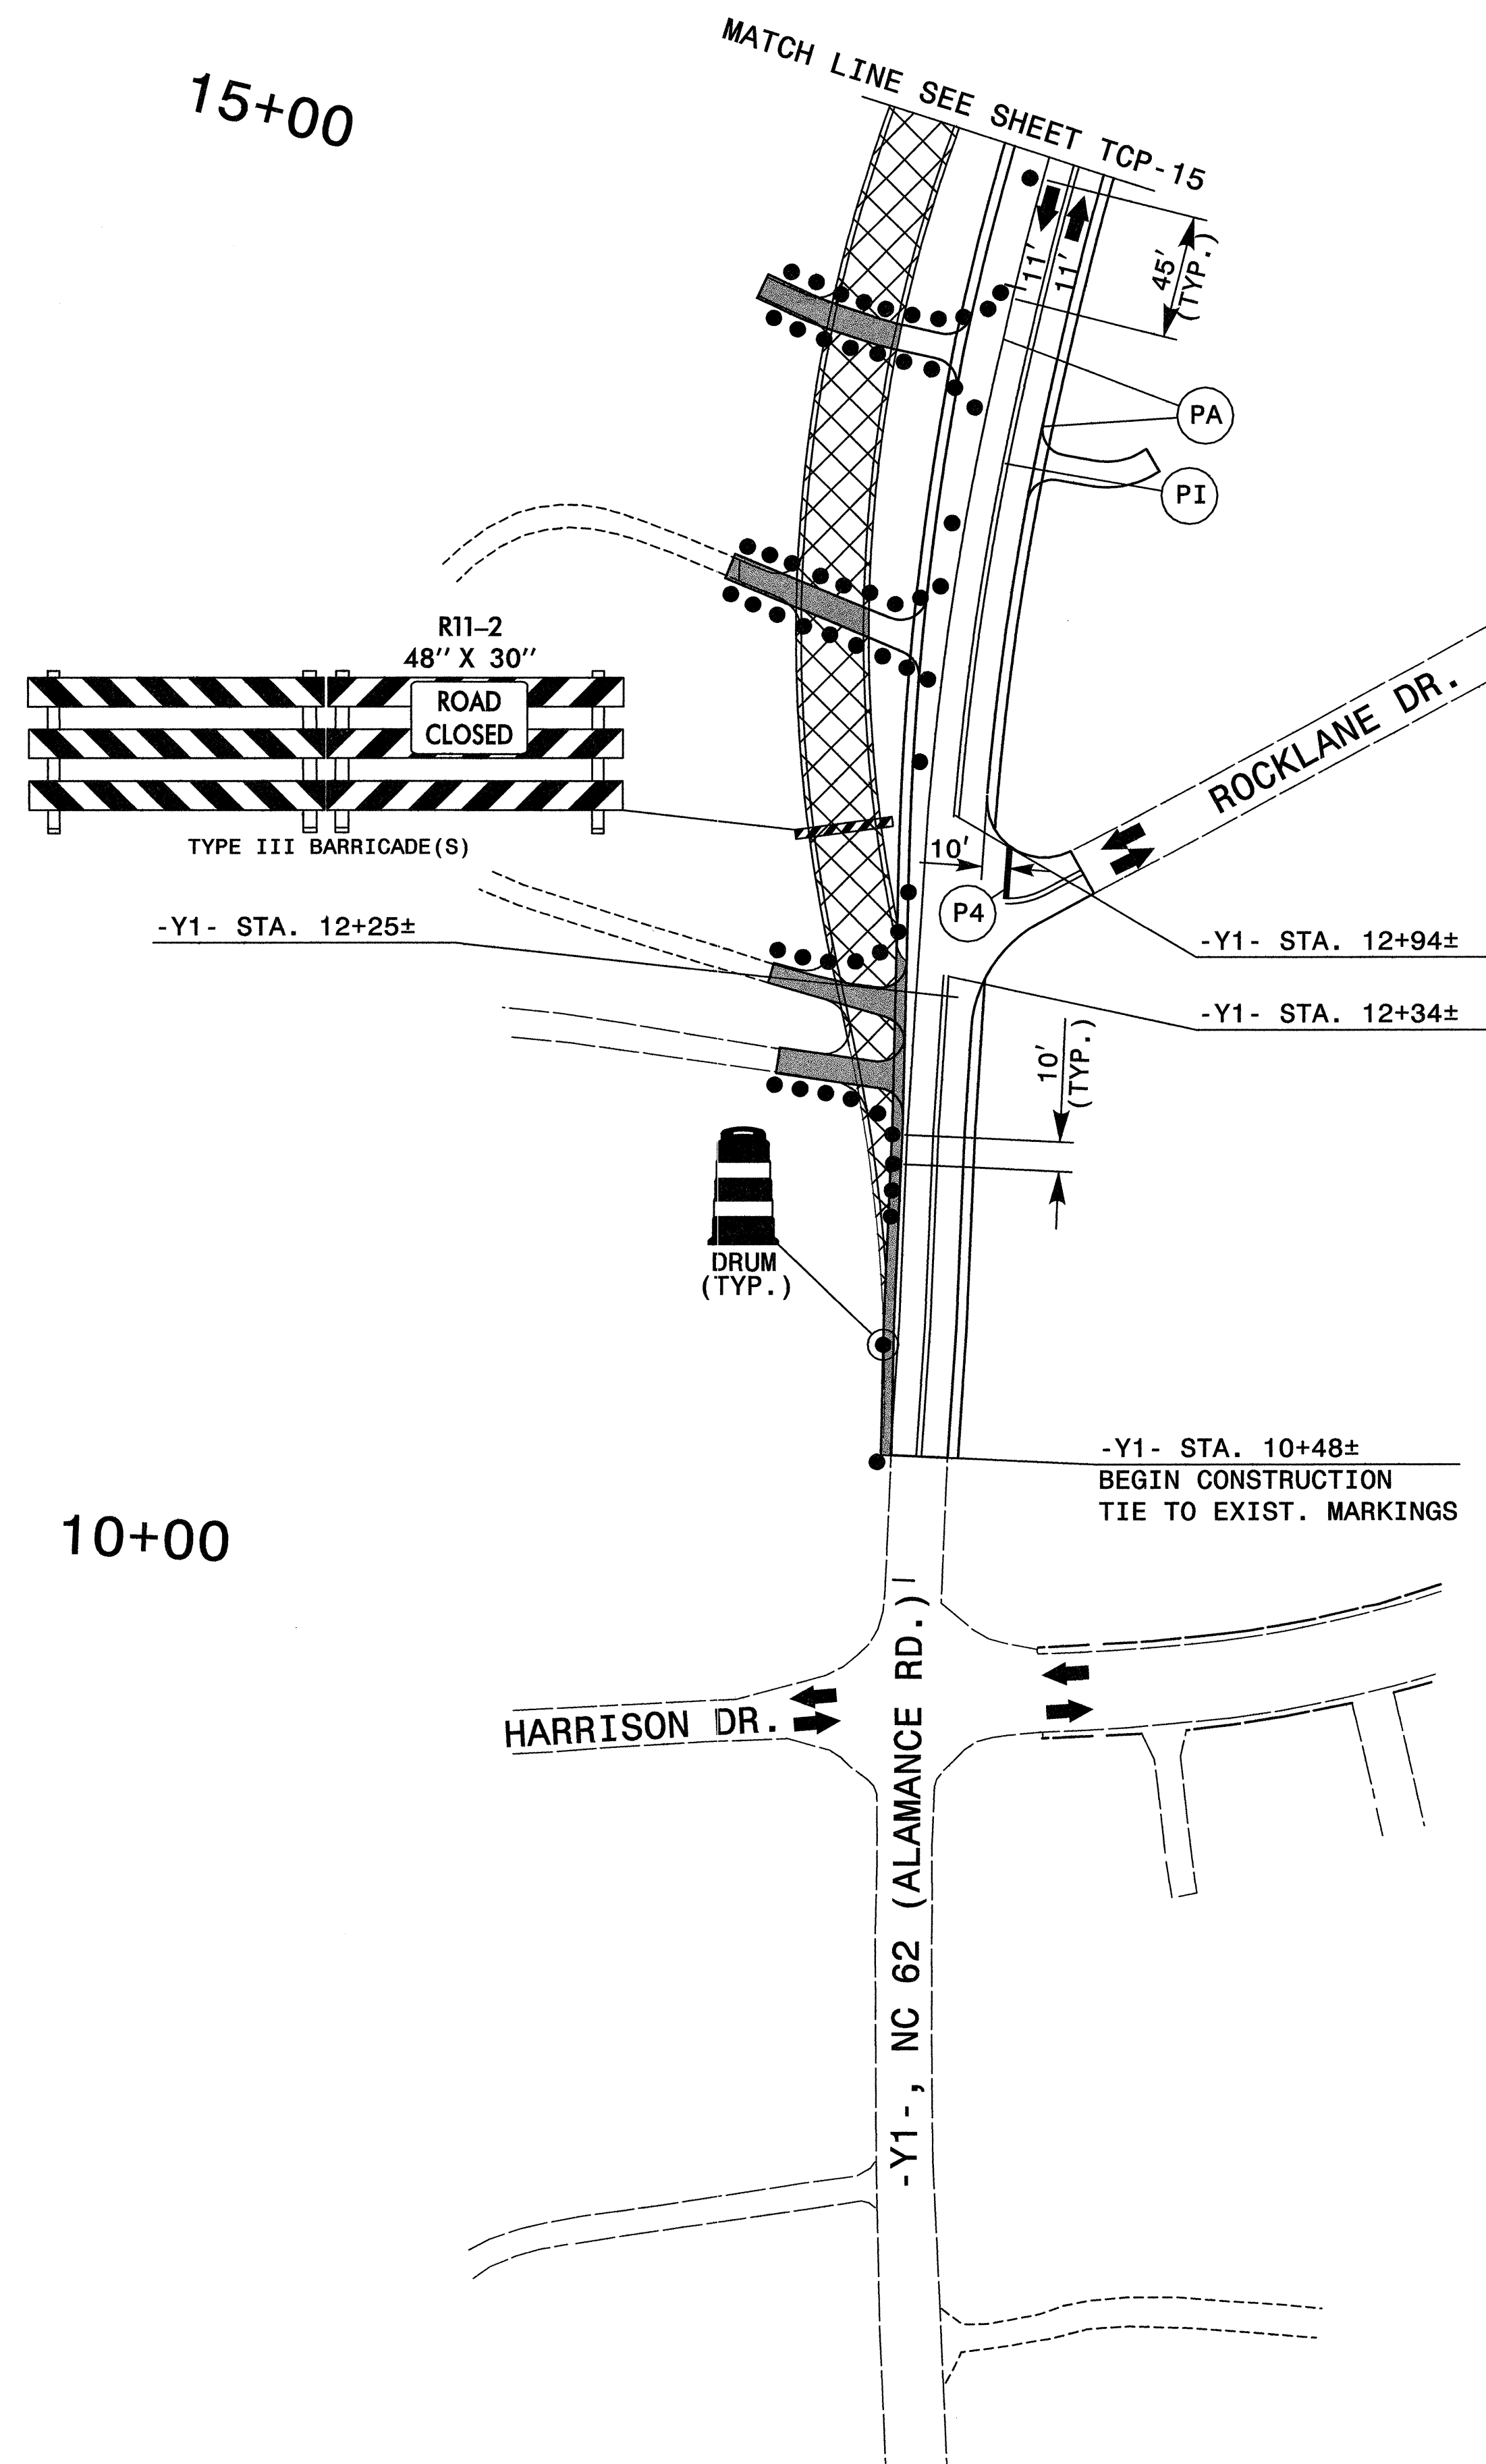 MATCH LINE SEE SHEET TCP-15
15+00
11'
11'
45'
(TYP.)
PA
PI
R11-2
48" X 30"
ROAD
CLOSED
TYPE III BARRICADE(S)
ROCKLANE DR.
10'
P4
-Y1- STA. 12+25±
-Y1- STA. 12+94±
-Y1- STA. 12+34±
10'
(TYP.)
DRUM
(TYP.)
-Y1- STA. 10+48±
BEGIN CONSTRUCTION
TIE TO EXIST. MARKINGS
10+00
HARRISON DR.
-Y1-, NC 62 (ALAMANCE RD.)